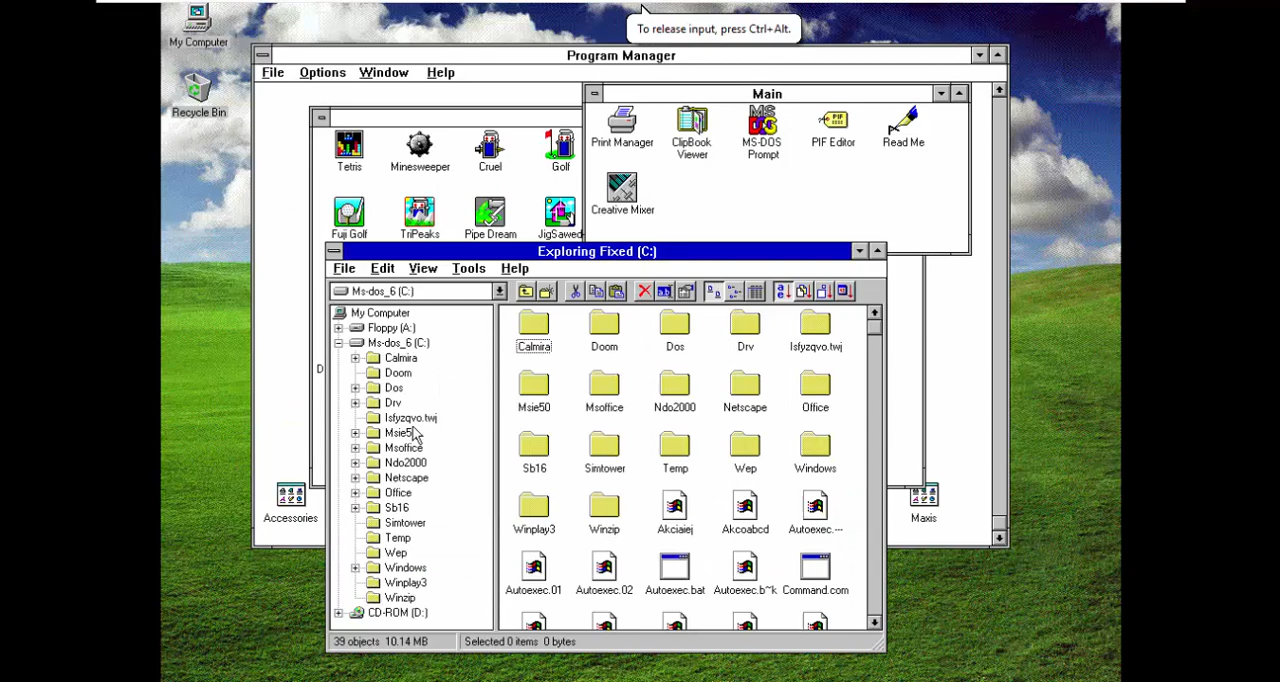 To release input, press Ctrl+Alt.
My Computer
Recycle Bin
Program Manager
File Options Window Help
Main
Print Manager ClipBook Viewer MS-DOS Prompt PIF Editor Read Me
Creative Mixer
Tetris Minesweeper Cruel Golf
Fuji Golf TriPeaks Pipe Dream JigSawed
Exploring Fixed (C:)
File Edit View Tools Help
Ms-dos_6 (C:)
My Computer
Floppy (A:)
Ms-dos_6 (C:)
Calmira
Doom
Dos
Drv
Isfyzqvo.twj
Msie5
Msoffice
Ndo2000
Netscape
Office
Sb16
Simtower
Temp
Wep
Windows
Winplay3
Winzip
CD-ROM (D:)
Calmira Doom Dos Drv Isfyzqvo.twj
Msie50 Msoffice Ndo2000 Netscape Office
Sb16 Simtower Temp Wep Windows
Winplay3 Winzip Akciaiej Akcoabcd Autoexec.---
Autoexec.01 Autoexec.02 Autoexec.bat Autoexec.b~k Command.com
39 objects 10.14 MB Selected 0 items 0 bytes
D
Accessories
Maxis